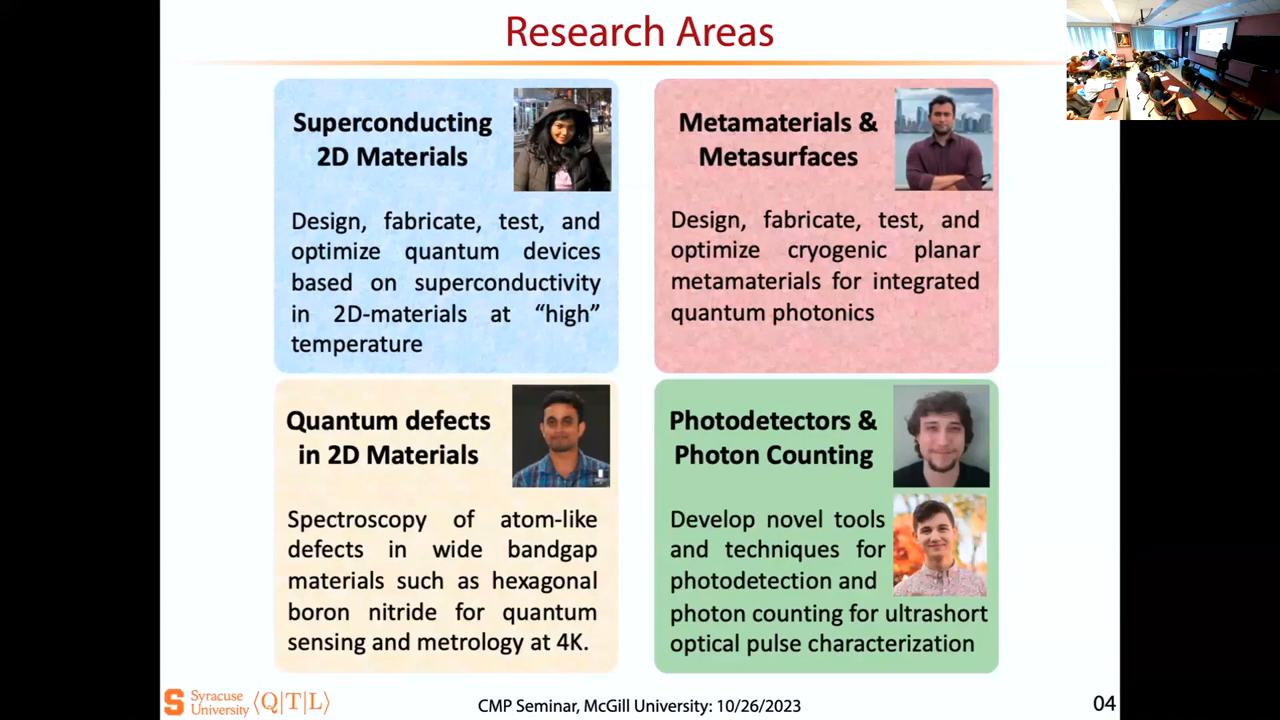 Research Areas
Superconducting
2D Materials
Design, fabricate, test, and
optimize quantum devices
based on superconductivity
in 2D-materials at “high”
temperature
Metamaterials &
Metasurfaces
Design, fabricate, test, and
optimize cryogenic planar
metamaterials for integrated
quantum photonics
Quantum defects
in 2D Materials
Spectroscopy of atom-like
defects in wide bandgap
materials such as hexagonal
boron nitride for quantum
sensing and metrology at 4K.
Photodetectors &
Photon Counting
Develop novel tools
and techniques for
photodetection and
photon counting for ultrashort
optical pulse characterization
S Syracuse
University
⟨Q|T|L⟩
CMP Seminar, McGill University: 10/26/2023
04